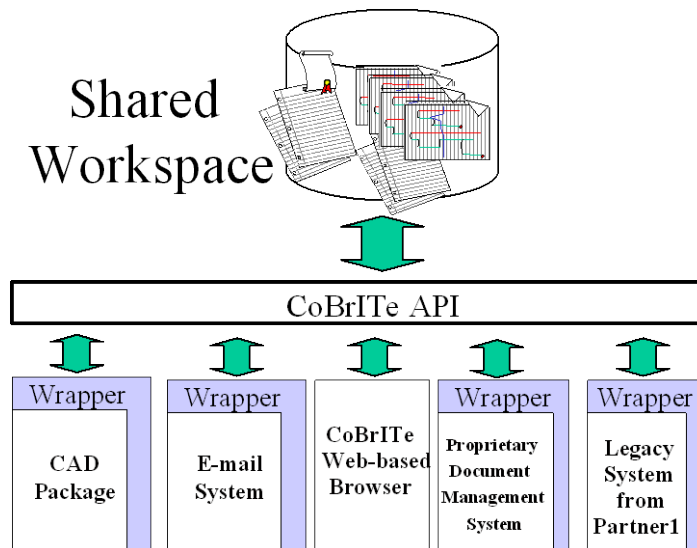 Shared
Workspace
CoBrITe API
Wrapper
CAD
Package
Wrapper
E-mail
System
CoBrITe
Web-based
Browser
Wrapper
Proprietary
Document
Management
System
Wrapper
Legacy
System
from
Partner1